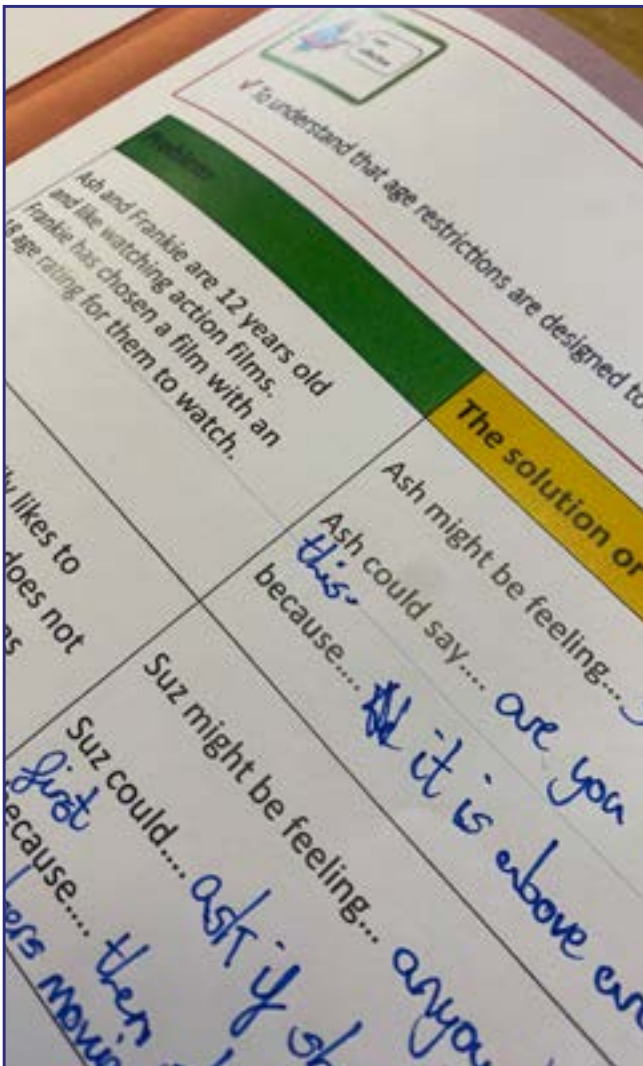 ✓ To understand that age restrictions are designed to
Problem
Ash and Frankie are 12 years old
and like watching action films.
Frankie has chosen a film with an
18 age rating for them to watch.
The solution or
Ash might be feeling...
Ash could say.... are you
this.
because.... it is above
likes to
does not
Suz might be feeling...
Suz could.... ask if
first
because.... then